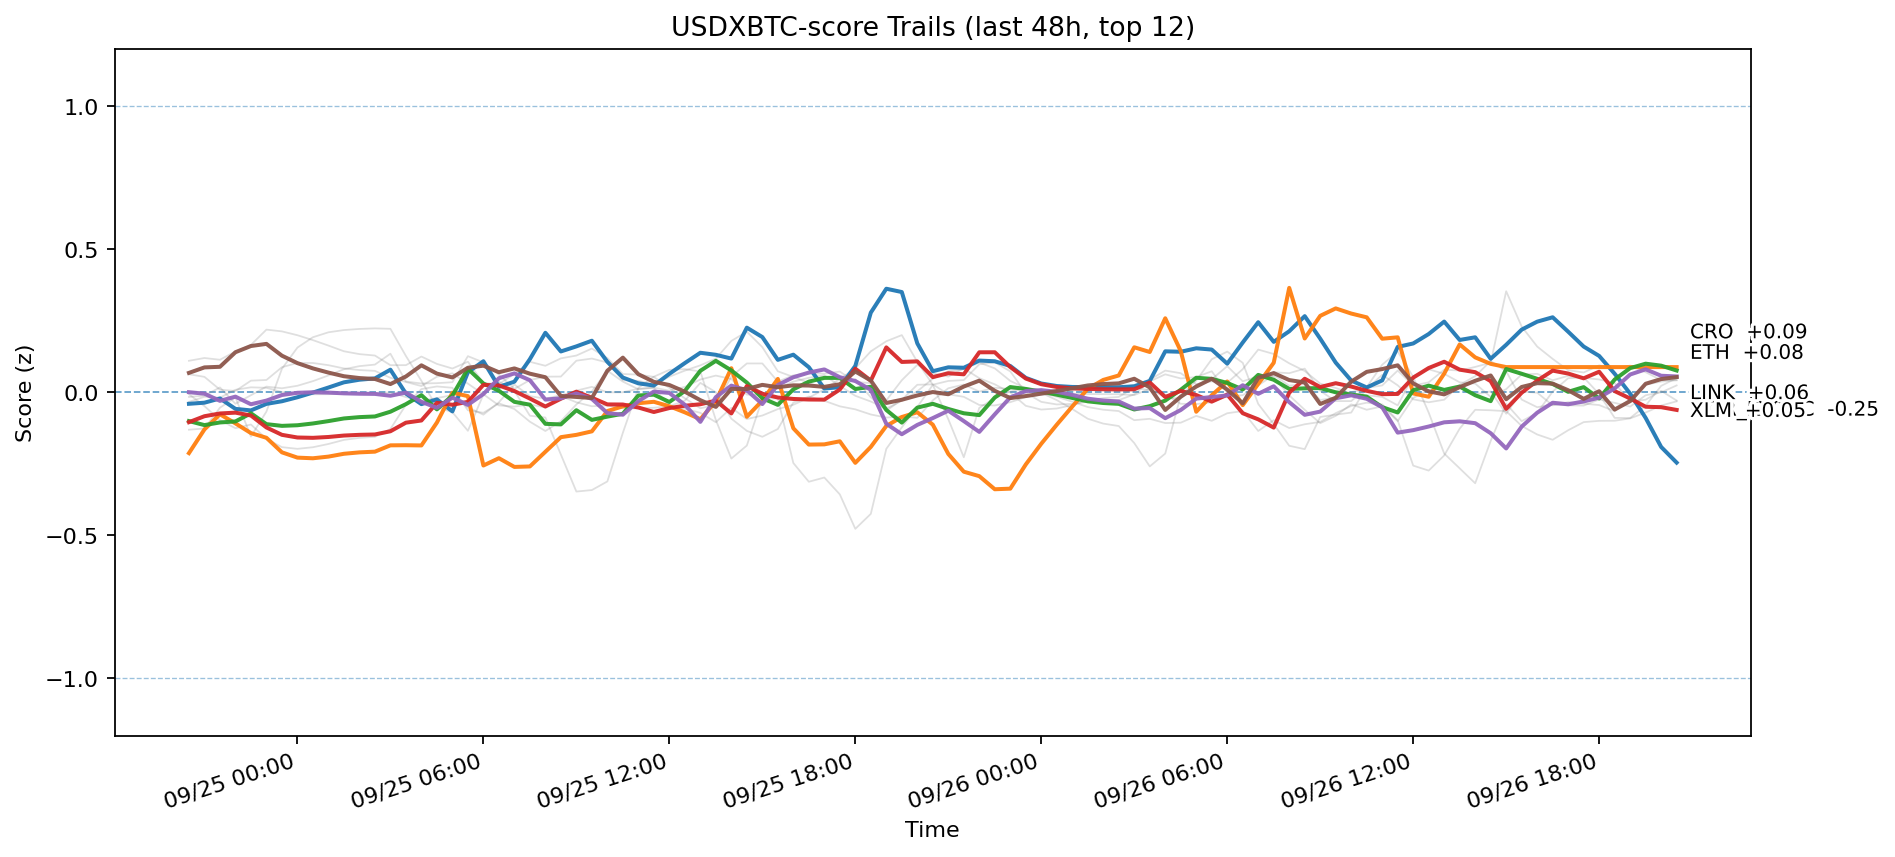 USDXBTC-score Trails (last 48h, top 12)
Score (z)
1.0
0.5
0.0
−0.5
−1.0
CRO +0.09
ETH +0.08
LINK +0.06
XLM +0.05
-0.25
09/25 00:00
09/25 06:00
09/25 12:00
09/25 18:00
09/26 00:00
09/26 06:00
09/26 12:00
09/26 18:00
Time